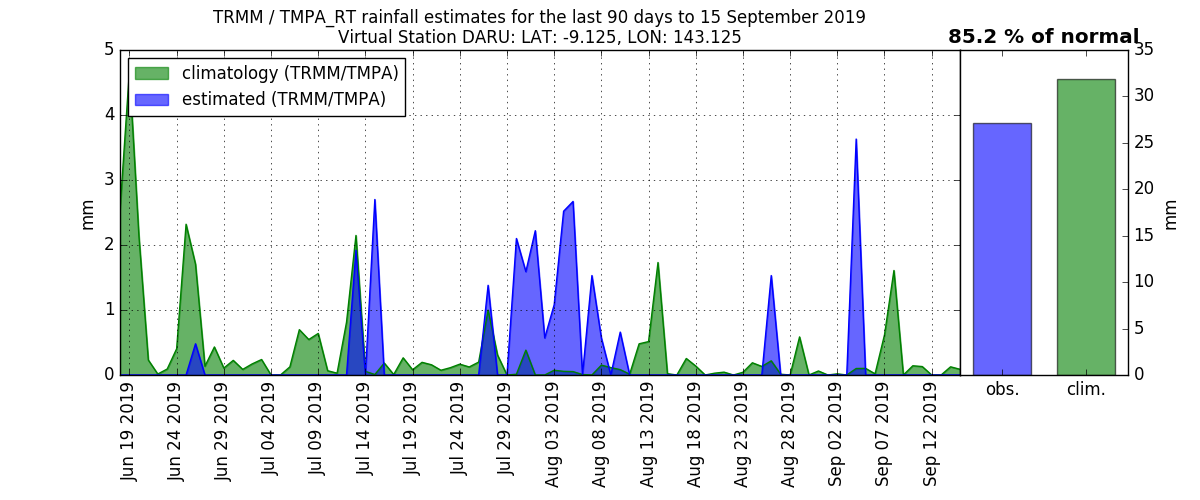 TRMM / TMPA_RT rainfall estimates for the last 90 days to 15 September 2019
Virtual Station DARU: LAT: -9.125, LON: 143.125
85.2 % of normal
climatology (TRMM/TMPA)
estimated (TRMM/TMPA)
5
4
3
2
1
0
mm
Jun 19 2019
Jun 24 2019
Jun 29 2019
Jul 04 2019
Jul 09 2019
Jul 14 2019
Jul 19 2019
Jul 24 2019
Jul 29 2019
Aug 03 2019
Aug 08 2019
Aug 13 2019
Aug 18 2019
Aug 23 2019
Aug 28 2019
Sep 02 2019
Sep 07 2019
Sep 12 2019
obs.
clim.
35
30
25
20
15
10
5
0
mm